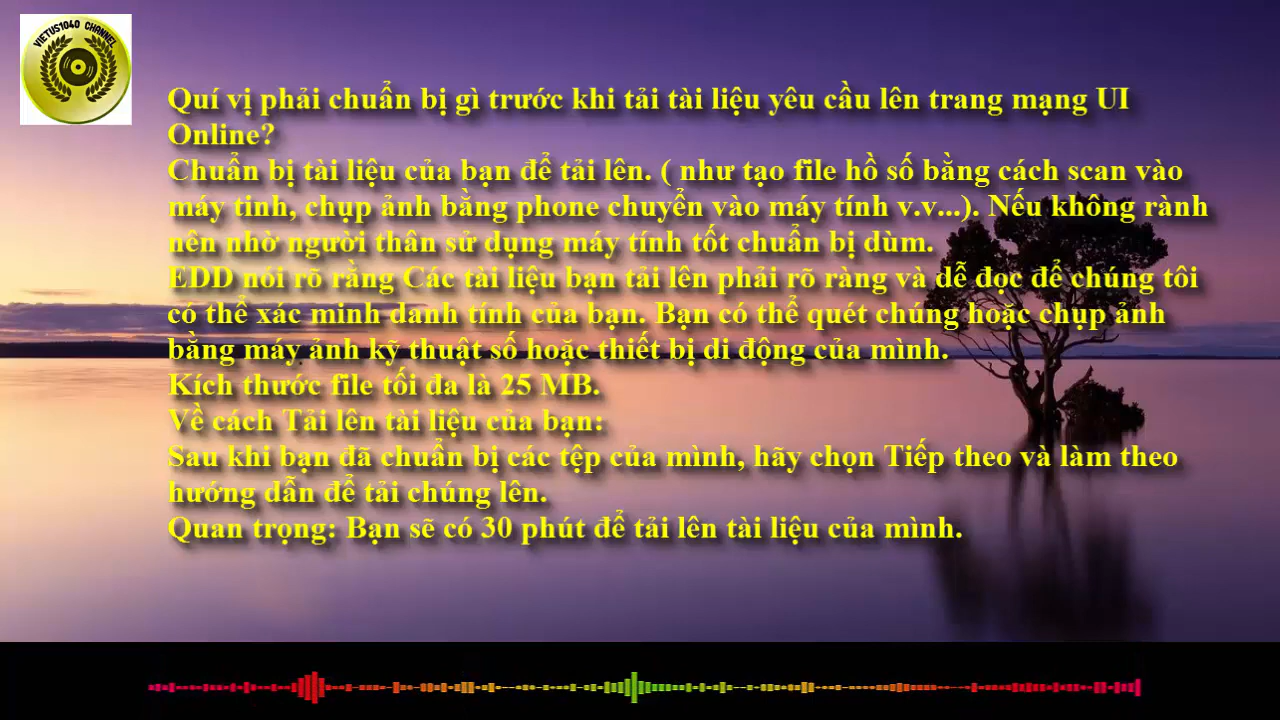 VIETUS1040 CHANNEL
Quí vị phải chuẩn bị gì trước khi tải tài liệu yêu cầu lên trang mạng UI
Online?
Chuẩn bị tài liệu của bạn để tải lên. ( như tạo file hồ số bằng cách scan vào
máy tinh, chụp ảnh bằng phone chuyển vào máy tính v.v...). Nếu không rành
nên nhờ người thân sử dụng máy tính tốt chuẩn bị dùm.
EDD nói rõ rằng Các tài liệu bạn tải lên phải rõ ràng và dễ đọc để chúng tôi
có thể xác minh danh tính của bạn. Bạn có thể quét chúng hoặc chụp ảnh
bằng máy ảnh kỹ thuật số hoặc thiết bị di động của mình.
Kích thước file tối đa là 25 MB.
Về cách Tải lên tài liệu của bạn:
Sau khi bạn đã chuẩn bị các tệp của mình, hãy chọn Tiếp theo và làm theo
hướng dẫn để tải chúng lên.
Quan trọng: Bạn sẽ có 30 phút để tải lên tài liệu của mình.